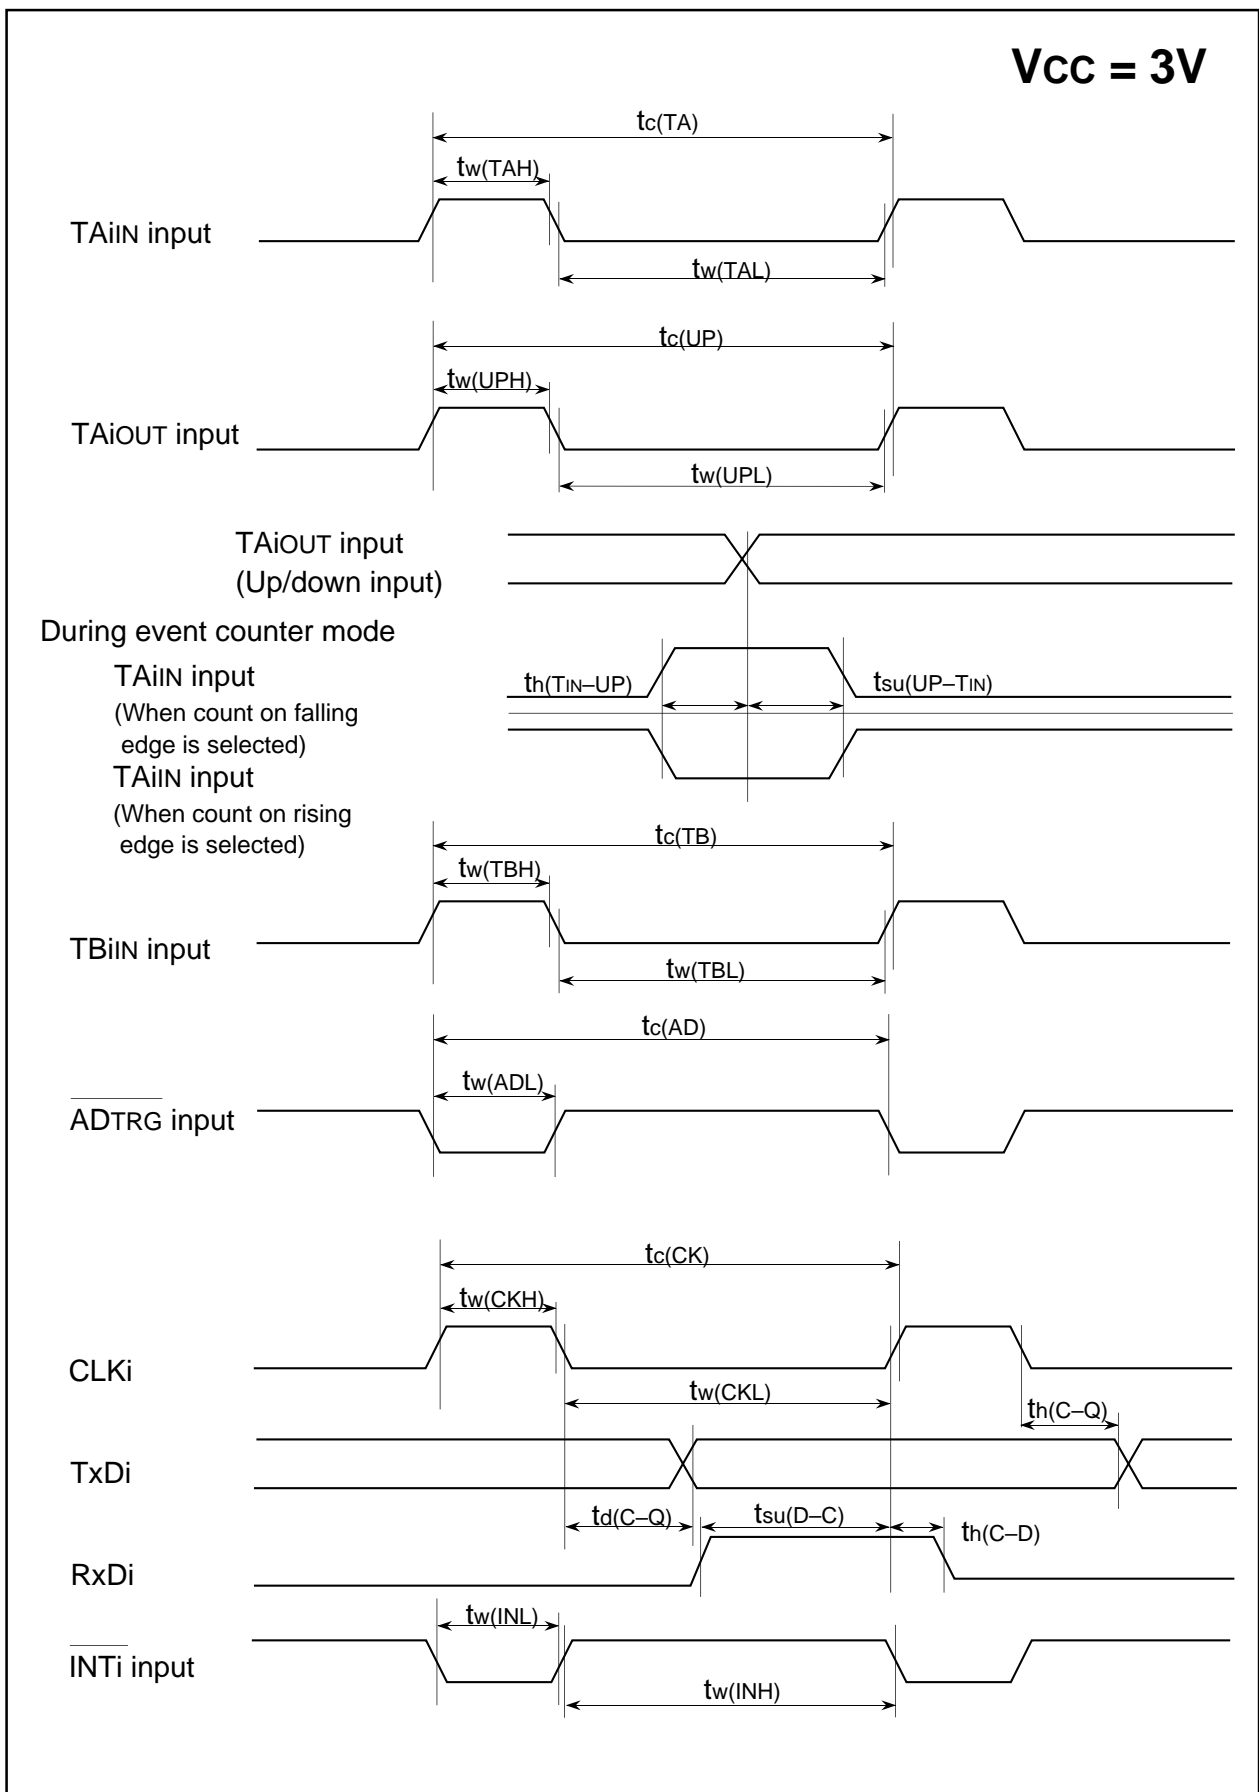 VCC = 3V
tc(TA)
tw(TAH)
TAiIN input
tw(TAL)
tc(UP)
tw(UPH)
TAiOUT input
tw(UPL)
TAiOUT input
(Up/down input)
During event counter mode
TAiIN input
th(TIN–UP)
tsu(UP–TIN)
(When count on falling
edge is selected)
TAiIN input
(When count on rising
edge is selected)
tc(TB)
tw(TBH)
TBiIN input
tw(TBL)
tc(AD)
tw(ADL)
ADTRG input
tc(CK)
tw(CKH)
CLKi
tw(CKL)
th(C–Q)
TxDi
td(C–Q)
tsu(D–C)
th(C–D)
RxDi
tw(INL)
INTi input
tw(INH)